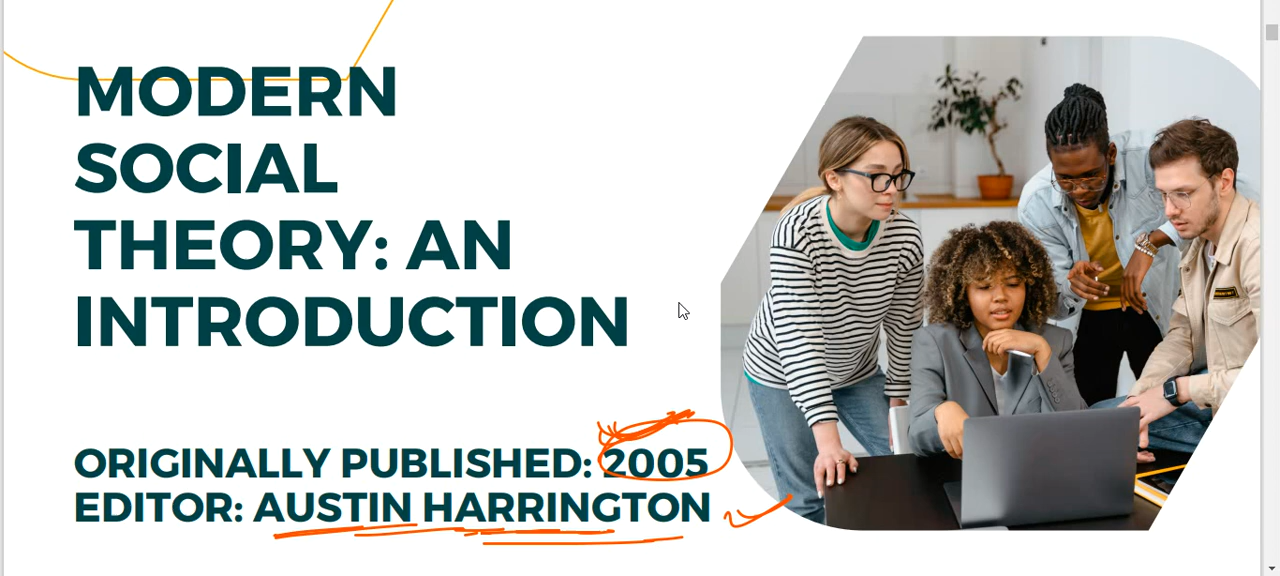 MODERN
SOCIAL
THEORY: AN
INTRODUCTION
ORIGINALLY PUBLISHED: 2005
EDITOR: AUSTIN HARRINGTON